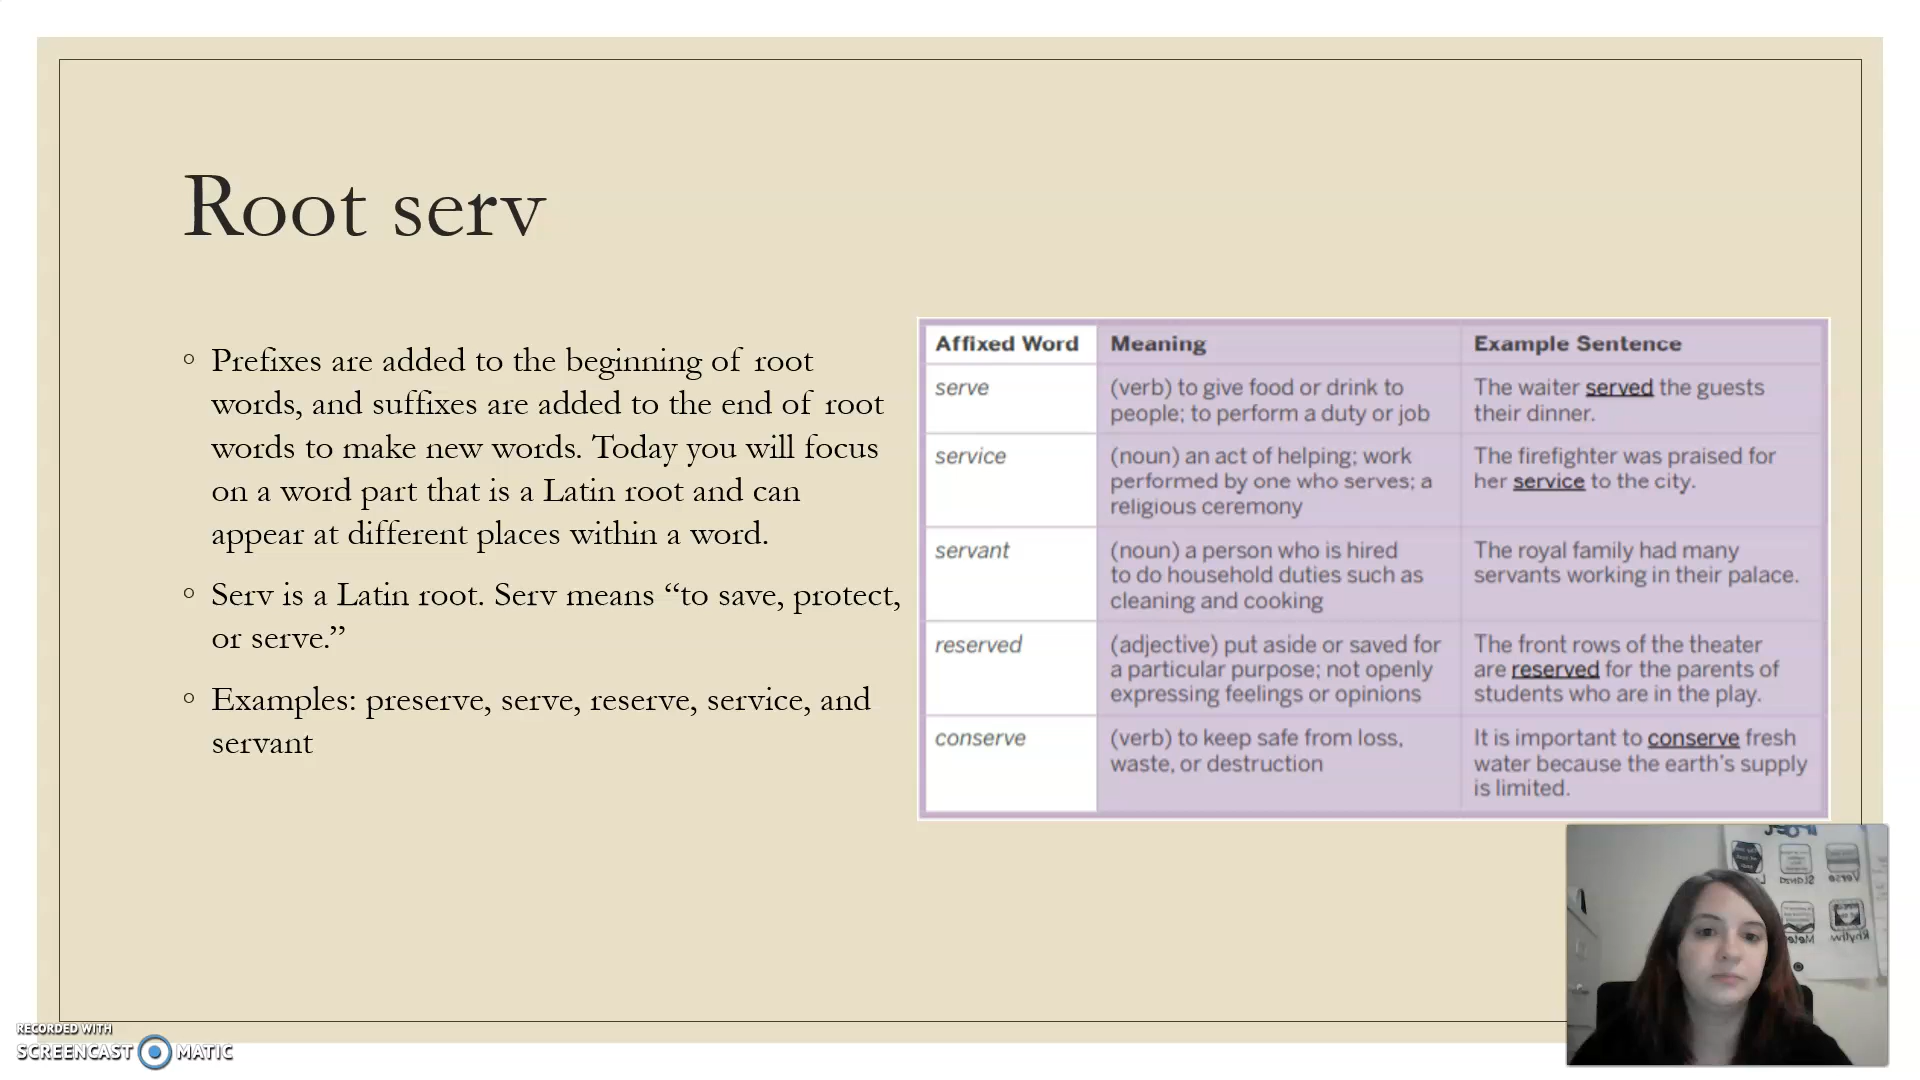 Root serv
Prefixes are added to the beginning of root
words, and suffixes are added to the end of root
words to make new words. Today you will focus
on a word part that is a Latin root and can
appear at different places within a word.
Serv is a Latin root. Serv means “to save, protect,
or serve.”
Examples: preserve, serve, reserve, service, and
servant
Affixed Word Meaning Example Sentence
serve (verb) to give food or drink to The waiter served the guests
people; to perform a duty or job their dinner.
service (noun) an act of helping; work The firefighter was praised for
performed by one who serves; a her service to the city.
religious ceremony
servant (noun) a person who is hired The royal family had many
to do household duties such as servants working in their palace.
cleaning and cooking
reserved (adjective) put aside or saved for The front rows of the theater
a particular purpose; not openly are reserved for the parents of
expressing feelings or opinions students who are in the play.
conserve (verb) to keep safe from loss, It is important to conserve fresh
waste, or destruction water because the earth's supply
is limited.
Verse Stanza
Rhythm
RECORDED WITH
SCREENCAST MATIC